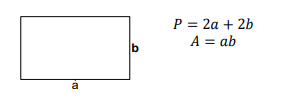 P = 2a + 2b
A = ab
b
a